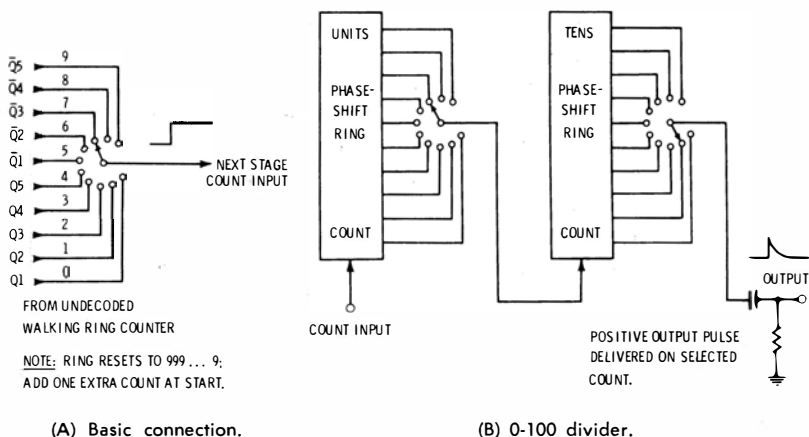 Q̅5 9
Q̅4 8
Q̅3 7
Q̅2 6
Q̅1 5
Q5 4
Q4 3
Q3 2
Q2 1
Q1 0
NEXT STAGE
COUNT INPUT
FROM UNDECODED
WALKING RING COUNTER
NOTE: RING RESETS TO 999 ... 9;
ADD ONE EXTRA COUNT AT START.
(A) Basic connection.
UNITS
PHASE-
SHIFT
RING
COUNT
COUNT INPUT
TENS
PHASE-
SHIFT
RING
COUNT
OUTPUT
POSITIVE OUTPUT PULSE
DELIVERED ON SELECTED
COUNT.
(B) 0-100 divider.